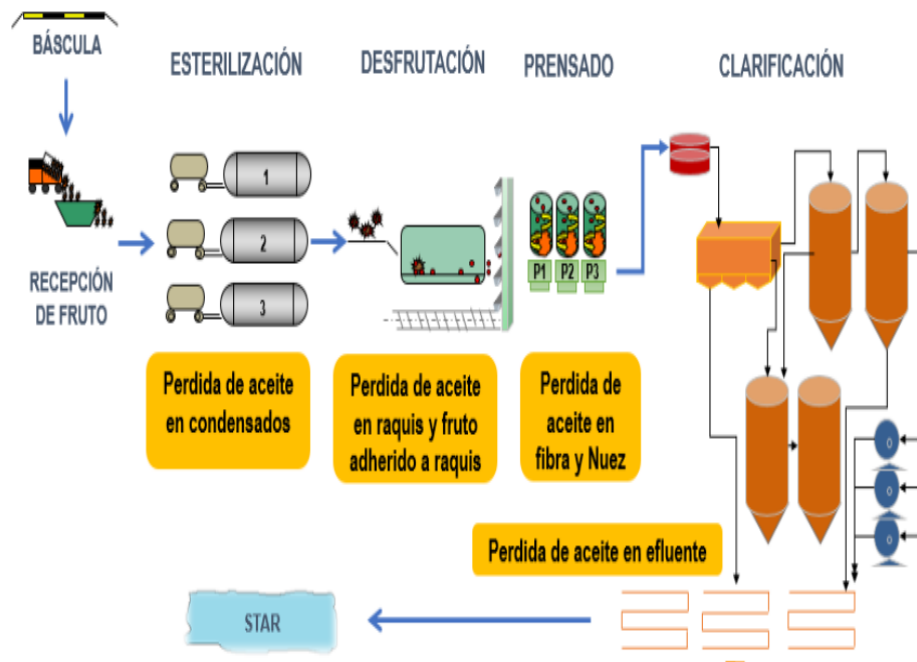 BÁSCULA
ESTERILIZACIÓN
DESFRUTACIÓN
PRENSADO
CLARIFICACIÓN
1
2
3
P1 P2 P3
RECEPCIÓN
DE FRUTO
Perdida de aceite
en condensados
Perdida de aceite
en raquis y fruto
adherido a raquis
Perdida de
aceite en
fibra y Nuez
Perdida de aceite en efluente
STAR